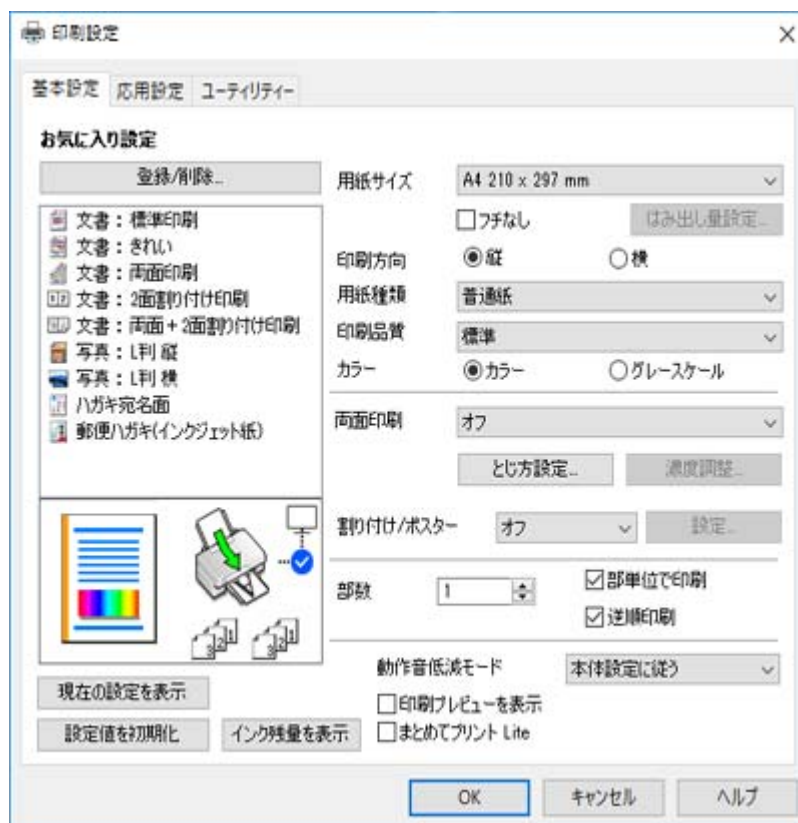 印刷設定
基本設定 応用設定 ユーティリティー
お気に入り設定
登録/削除...
文書：標準印刷
文書：きれい
文書：両面印刷
文書：2面割り付け印刷
文書：両面＋2面割り付け印刷
写真：L判 縦
写真：L判 横
ハガキ宛名面
郵便ハガキ(インクジェット紙)
1 2 3
1 2 3
現在の設定を表示
設定値を初期化 インク残量を表示
用紙サイズ A4 210 x 297 mm
フチなし はみ出し量設定...
印刷方向 縦 横
用紙種類 普通紙
印刷品質 標準
カラー カラー グレースケール
両面印刷 オフ
とじ方設定... 濃度調整...
割り付け/ポスター オフ 設定...
部数 1 部単位で印刷
逆順印刷
動作音低減モード 本体設定に従う
印刷プレビューを表示
まとめてプリント Lite
OK キャンセル ヘルプ